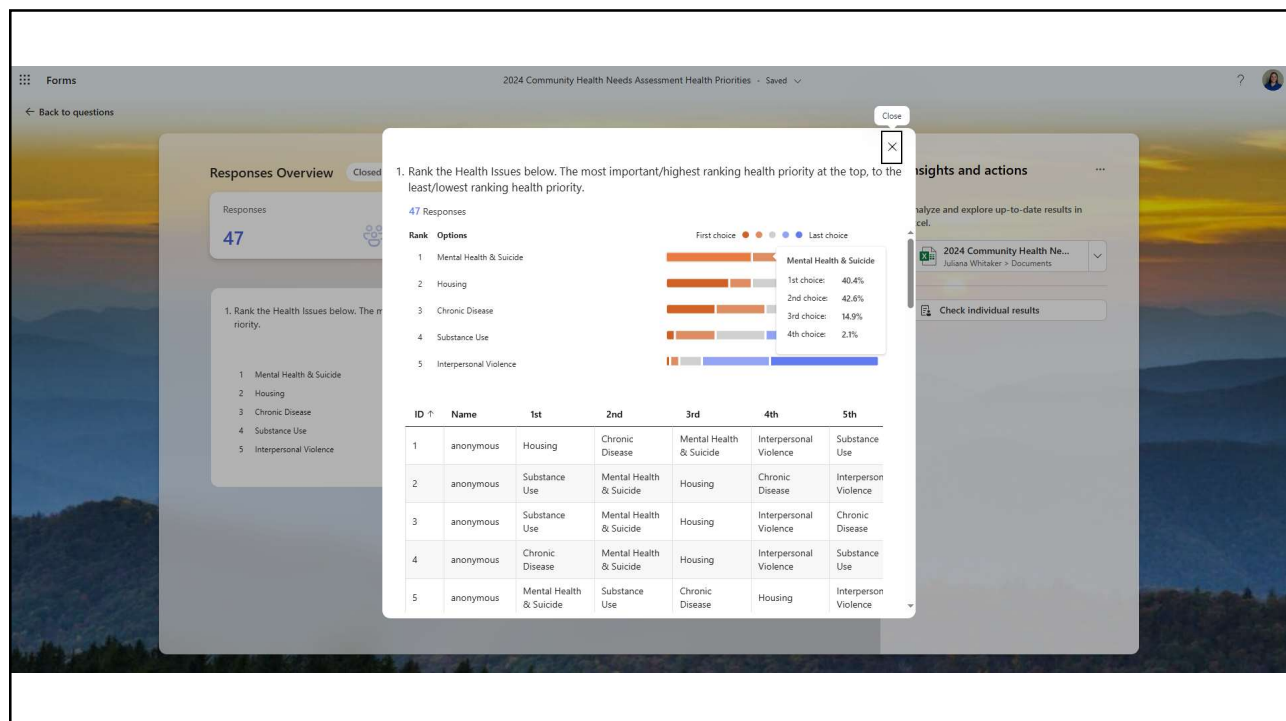 Forms
2024 Community Health Needs Assessment Health Priorities - Saved
?
← Back to questions
Close
Responses Overview
Closed
Responses
47
1. Rank the Health Issues below. The m
riority.
1 Mental Health & Suicide
2 Housing
3 Chronic Disease
4 Substance Use
5 Interpersonal Violence
1. Rank the Health Issues below. The most important/highest ranking health priority at the top, to the
least/lowest ranking health priority.
47 Responses
Rank Options
First choice Last choice
1 Mental Health & Suicide
2 Housing
3 Chronic Disease
4 Substance Use
5 Interpersonal Violence
Mental Health & Suicide
1st choice: 40.4%
2nd choice: 42.6%
3rd choice: 14.9%
4th choice: 2.1%
ID ↑ Name 1st 2nd 3rd 4th 5th
1 anonymous Housing Chronic Disease Mental Health & Suicide Interpersonal Violence Substance Use
2 anonymous Substance Use Mental Health & Suicide Housing Chronic Disease Interperson Violence
3 anonymous Substance Use Mental Health & Suicide Housing Interpersonal Violence Chronic Disease
4 anonymous Chronic Disease Mental Health & Suicide Housing Interpersonal Violence Substance Use
5 anonymous Mental Health & Suicide Substance Use Chronic Disease Housing Interperson Violence
nsights and actions
...
nalyze and explore up-to-date results in
cel.
2024 Community Health Ne...
Juliana Whitaker > Documents
Check individual results